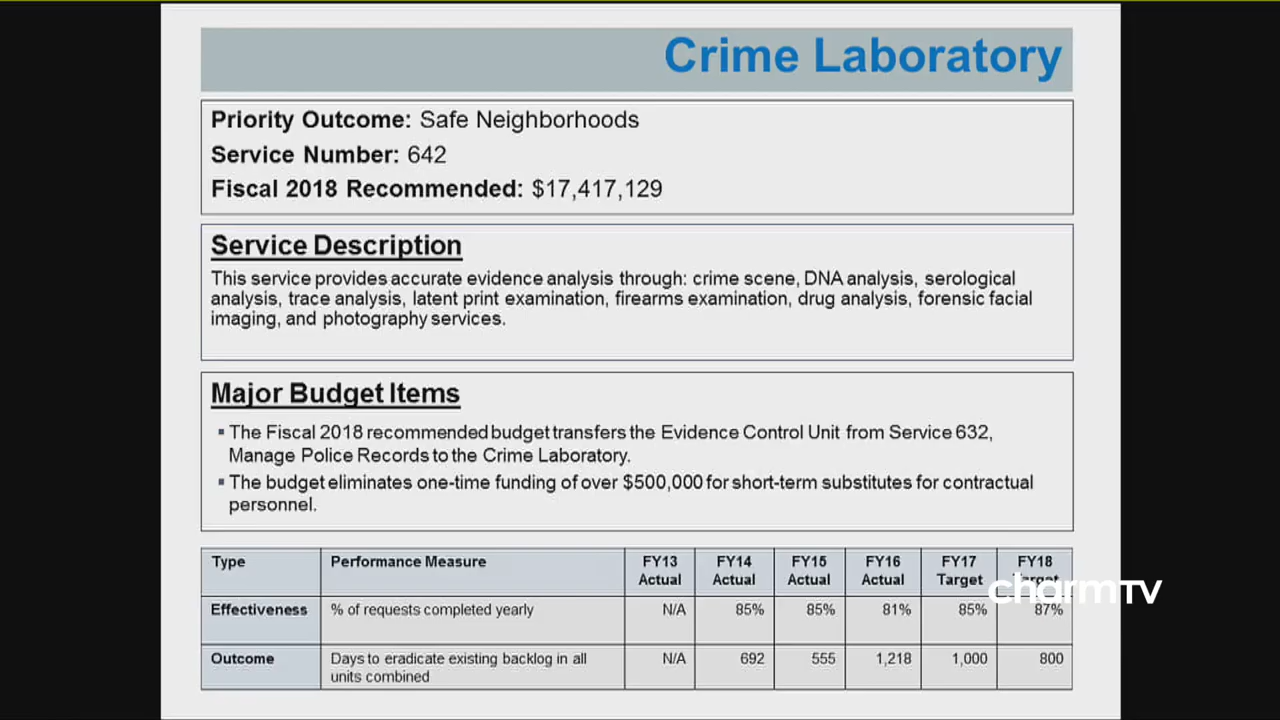 Crime Laboratory
Priority Outcome: Safe Neighborhoods
Service Number: 642
Fiscal 2018 Recommended: $17,417,129
Service Description
This service provides accurate evidence analysis through: crime scene, DNA analysis, serological
analysis, trace analysis, latent print examination, firearms examination, drug analysis, forensic facial
imaging, and photography services.
Major Budget Items
▪ The Fiscal 2018 recommended budget transfers the Evidence Control Unit from Service 632,
Manage Police Records to the Crime Laboratory.
▪ The budget eliminates one-time funding of over $500,000 for short-term substitutes for contractual
personnel.
Type Performance Measure FY13 FY14 FY15 FY16 FY17 FY18
Actual Actual Actual Actual Target Target
charmTV
Effectiveness % of requests completed yearly N/A 85% 85% 81% 85% 87%
Outcome Days to eradicate existing backlog in all N/A 692 555 1,218 1,000 800
units combined